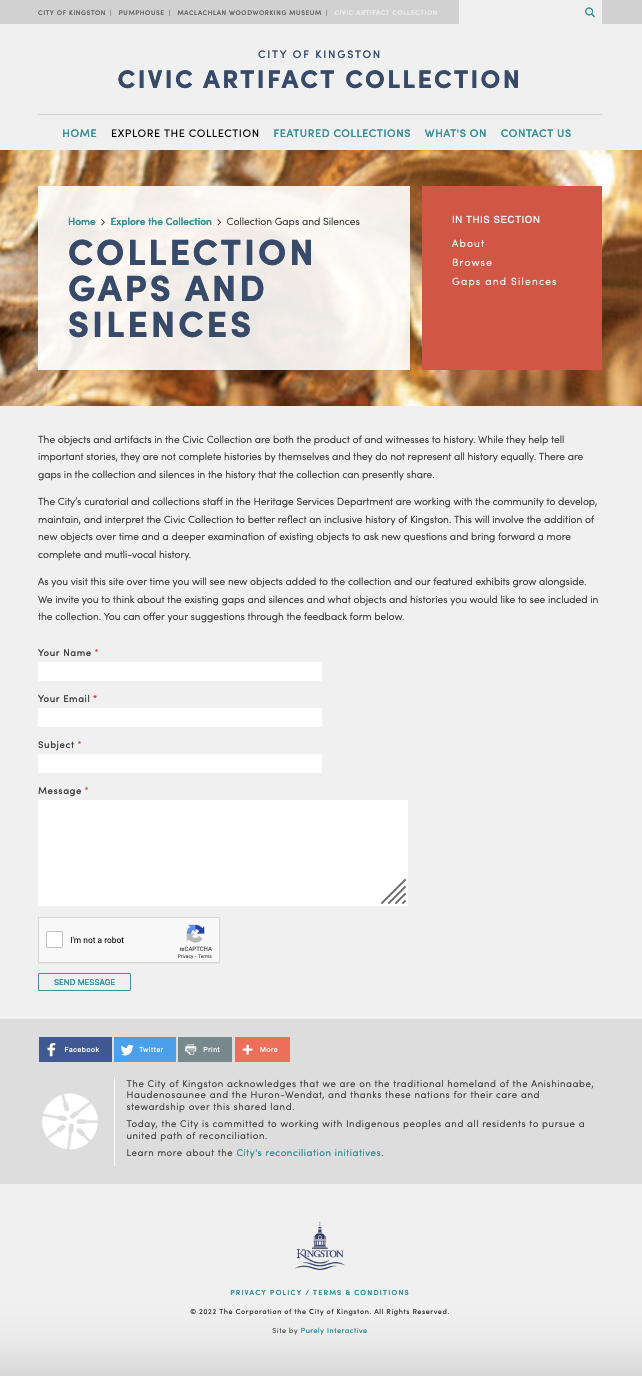 CITY OF KINGSTON | PUMPHOUSE | MACLACHLAN WOODWORKING MUSEUM | CIVIC ARTIFACT COLLECTION
CITY OF KINGSTON
CIVIC ARTIFACT COLLECTION
HOME EXPLORE THE COLLECTION FEATURED COLLECTIONS WHAT'S ON CONTACT US
Home > Explore the Collection > Collection Gaps and Silences
COLLECTION
GAPS AND
SILENCES
IN THIS SECTION
About
Browse
Gaps and Silences
The objects and artifacts in the Civic Collection are both the product of and witnesses to history. While they help tell
important stories, they are not complete histories by themselves and they do not represent all history equally. There are
gaps in the collection and silences in the history that the collection can presently share.
The City's curatorial and collections staff in the Heritage Services Department are working with the community to develop,
maintain, and interpret the Civic Collection to better reflect an inclusive history of Kingston. This will involve the addition of
new objects over time and a deeper examination of existing objects to ask new questions and bring forward a more
complete and mutli-vocal history.
As you visit this site over time you will see new objects added to the collection and our featured exhibits grow alongside.
We invite you to think about the existing gaps and silences and what objects and histories you would like to see included in
the collection. You can offer your suggestions through the feedback form below.
Your Name *
Your Email *
Subject *
Message *
I'm not a robot
reCAPTCHA
Privacy - Terms
SEND MESSAGE
Facebook Twitter Print More
The City of Kingston acknowledges that we are on the traditional homeland of the Anishinaabe,
Haudenosaunee and the Huron-Wendat, and thanks these nations for their care and
stewardship over this shared land.
Today, the City is committed to working with Indigenous peoples and all residents to pursue a
united path of reconciliation.
Learn more about the City's reconciliation initiatives.
KINGSTON
PRIVACY POLICY / TERMS & CONDITIONS
© 2022 The Corporation of the City of Kingston. All Rights Reserved.
Site by Purely Interactive